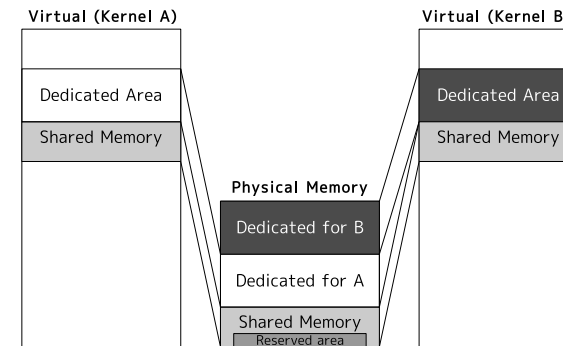 Virtual (Kernel A)
Dedicated Area
Shared Memory
Physical Memory
Dedicated for B
Dedicated for A
Shared Memory
Reserved area
Virtual (Kernel B
Dedicated Area
Shared Memory